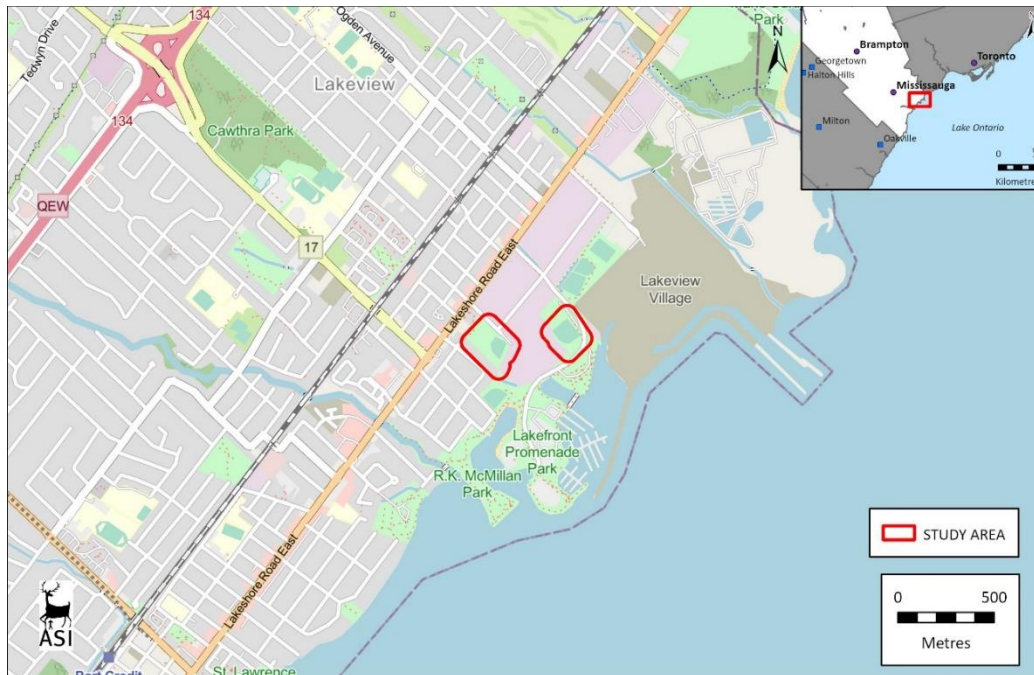 Tedwyn Drive
134
Ogden Avenue
Park
N
Lakeview
Cawthra Park
134
QEW
17
Lakeshore Road East
Lakeview
Village
Lakefront
Promenade
Park
R.K. McMillan
Park
Lakeshore Road East
St. Lawrence
Port Credit
ASI
Brampton
Toronto
Georgetown
Halton Hills
Mississauga
Milton
Oakville
Lake Ontario
0
Kilometre
STUDY AREA
0 500
Metres